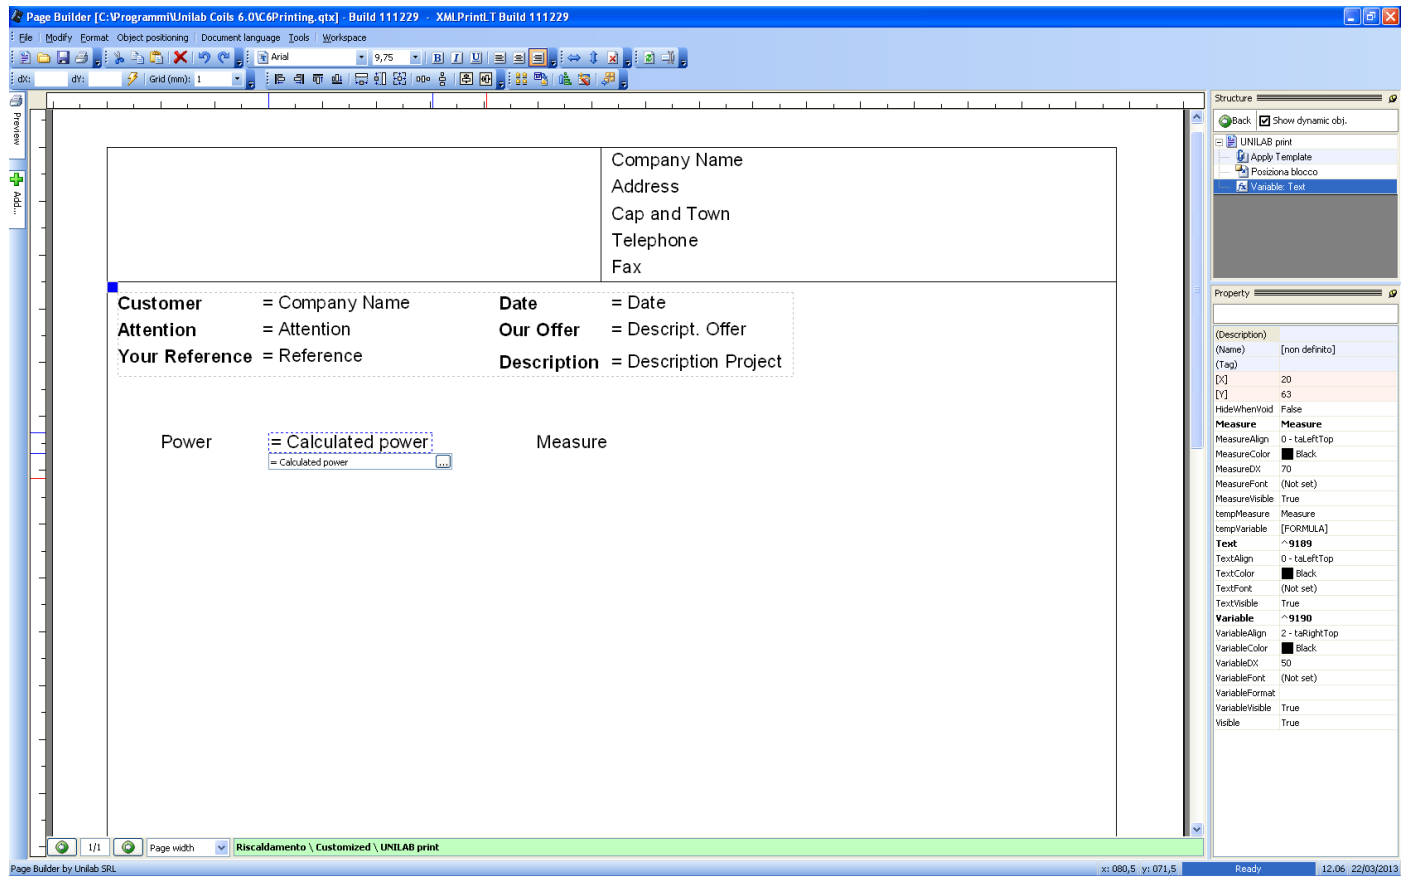 Page Builder [C:\Programmi\Unilab Coils 6.0\C6Printing.qtx] - Build 111229 - XMLPrintLT Build 111229
File Modify Format Object positioning Document language Tools Workspace
Arial 9,75 B I U
dX: dY: Grid (mm): 1
Preview
Add...
Company Name
Address
Cap and Town
Telephone
Fax
Customer = Company Name Date = Date
Attention = Attention Our Offer = Descript. Offer
Your Reference = Reference Description = Description Project
Power = Calculated power Measure
= Calculated power ...
1/1 Page width Riscaldamento \ Customized \ UNILAB print
Structure
Back Show dynamic obj.
UNILAB print
Apply Template
Posiziona blocco
fx Variable: Text
Property
(Description)
(Name) [non definito]
(Tag)
[X] 20
[Y] 63
HideWhenVoid False
Measure Measure
MeasureAlign 0 - taLeftTop
MeasureColor Black
MeasureDX 70
MeasureFont (Not set)
MeasureVisible True
tempMeasure Measure
tempVariable [FORMULA]
Text ^9189
TextAlign 0 - taLeftTop
TextColor Black
TextFont (Not set)
TextVisible True
Variable ^9190
VariableAlign 2 - taRightTop
VariableColor Black
VariableDX 50
VariableFont (Not set)
VariableFormat
VariableVisible True
Visible True
Page Builder by Unilab SRL x: 080,5 y: 071,5 Ready 12.06 22/03/2013